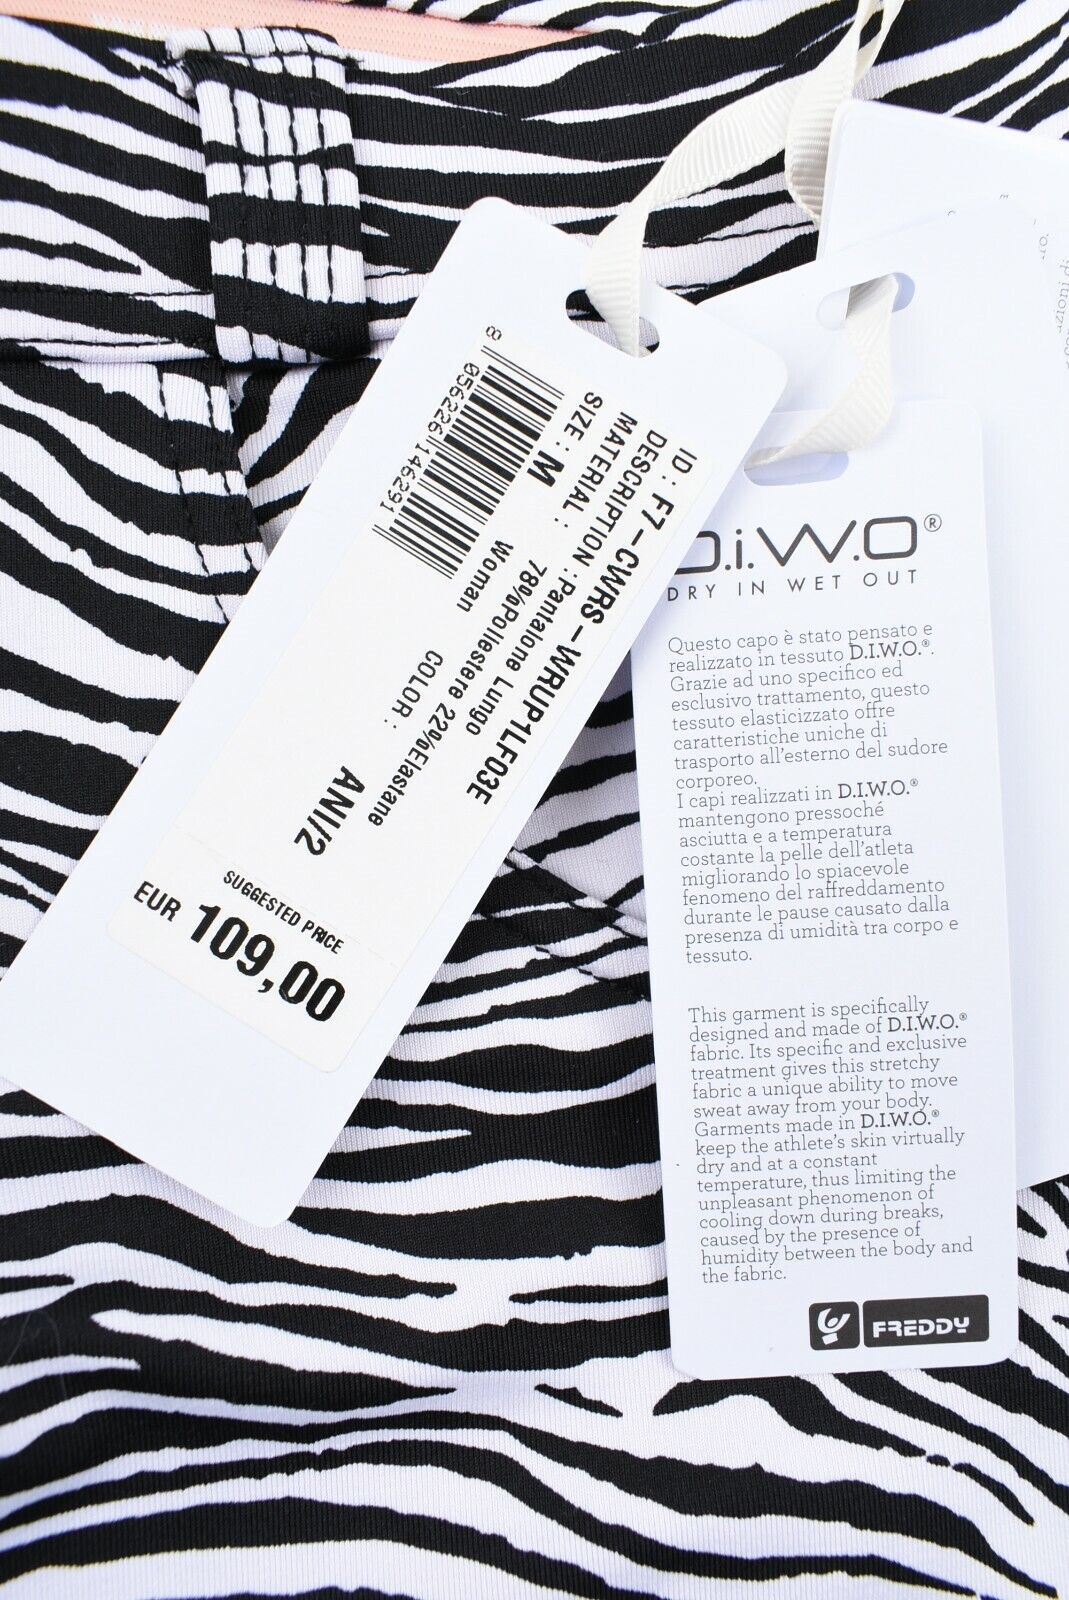 ID : F7-CWRS-WRUP1LF03E
DESCRIPTION : Pantalone Lungo
MATERIAL : 78%Poliestere 22%Elastane
SIZE : M Woman
COLOR : ANI/2
8 056226 146291
SUGGESTED PRICE
EUR 109,00
D.i.W.O®
DRY IN WET OUT
Questo capo è stato pensato e
realizzato in tessuto D.I.W.O.®.
Grazie ad uno specifico ed
esclusivo trattamento, questo
tessuto elasticizzato offre
caratteristiche uniche di
trasporto all'esterno del sudore
corporeo.
I capi realizzati in D.I.W.O.®
mantengono pressoché
asciutta e a temperatura
costante la pelle dell'atleta
migliorando lo spiacevole
fenomeno del raffreddamento
durante le pause causato dalla
presenza di umidità tra corpo e
tessuto.
This garment is specifically
designed and made of D.I.W.O.®
fabric. Its specific and exclusive
treatment gives this stretchy
fabric a unique ability to move
sweat away from your body.
Garments made in D.I.W.O.®
keep the athlete's skin virtually
dry and at a constant
temperature, thus limiting the
unpleasant phenomenon of
cooling down during breaks,
caused by the presence of
humidity between the body and
the fabric.
FREDDY